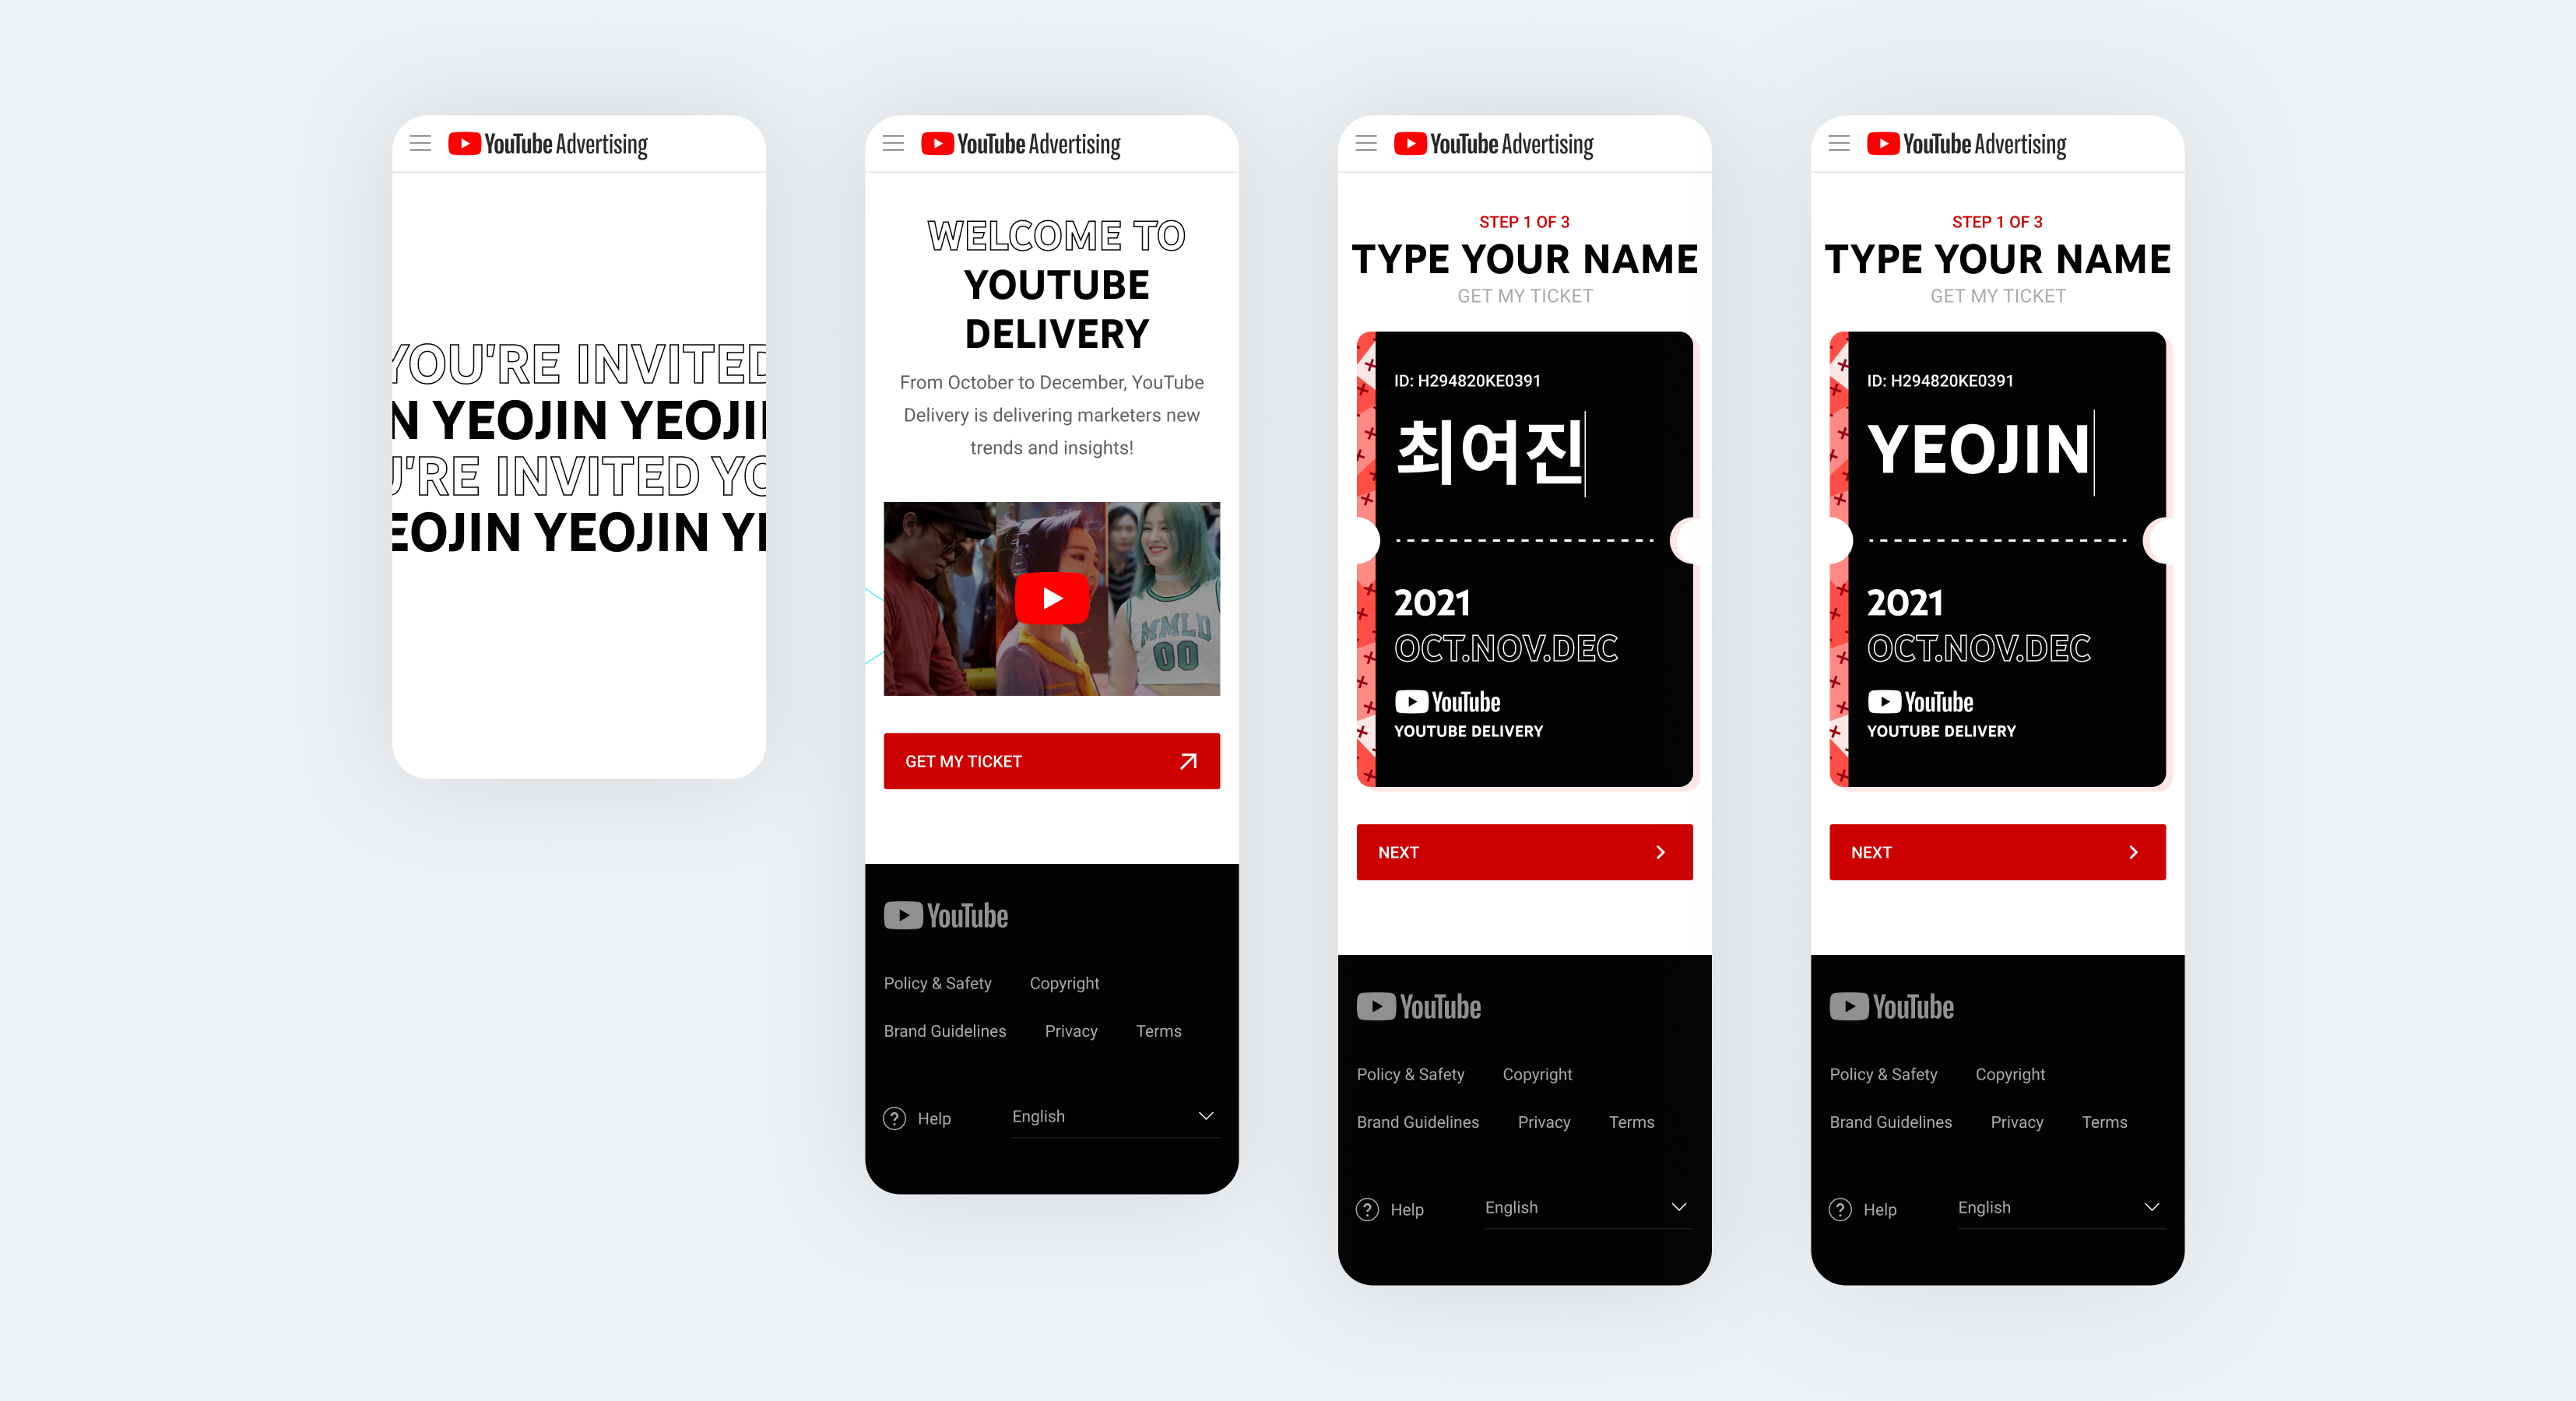 YouTube Advertising
YOU'RE INVITED
N YEOJIN YEOJI
U'RE INVITED YO
EOJIN YEOJIN Y
YouTube Advertising
WELCOME TO
YOUTUBE
DELIVERY
From October to December, YouTube
Delivery is delivering marketers new
trends and insights!
MMLD
00
GET MY TICKET
YouTube
Policy & Safety Copyright
Brand Guidelines Privacy Terms
? Help English
YouTube Advertising
STEP 1 OF 3
TYPE YOUR NAME
GET MY TICKET
ID: H294820KE0391
최여진
2021
OCT.NOV.DEC
YouTube
YOUTUBE DELIVERY
NEXT
YouTube
Policy & Safety Copyright
Brand Guidelines Privacy Terms
? Help English
YouTube Advertising
STEP 1 OF 3
TYPE YOUR NAME
GET MY TICKET
ID: H294820KE0391
YEOJIN
2021
OCT.NOV.DEC
YouTube
YOUTUBE DELIVERY
NEXT
YouTube
Policy & Safety Copyright
Brand Guidelines Privacy Terms
? Help English